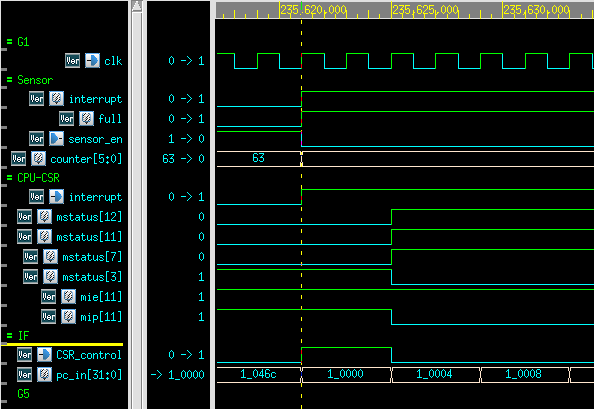 235,620,000 235,625,000 235,630,000
= G1
Ver clk 0 -> 1
= Sensor
Ver interrupt 0 -> 1
Ver full 0 -> 1
Ver sensor_en 1 -> 0
Ver counter[5:0] 63 -> 0 63
= CPU-CSR
Ver interrupt 0 -> 1
Ver mstatus[12] 0
Ver mstatus[11] 0
Ver mstatus[7] 0
Ver mstatus[3] 1
Ver mie[11] 1
Ver mip[11] 1
= IF
Ver CSR_control 0 -> 1
Ver pc_in[31:0] -> 1_0000 1_046c 1_0000 1_0004 1_0008
G5